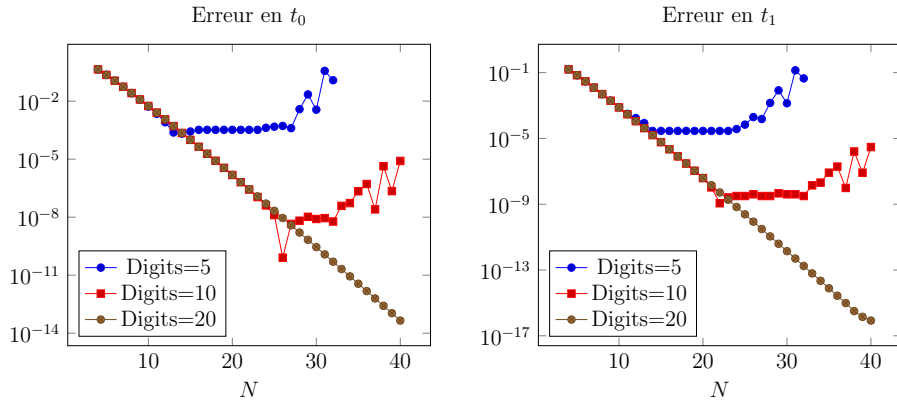 Erreur en t₀
10⁻²
10⁻⁵
10⁻⁸
10⁻¹¹
10⁻¹⁴
10 20 30 40
N
Digits=5
Digits=10
Digits=20
Erreur en t₁
10⁻¹
10⁻⁵
10⁻⁹
10⁻¹³
10⁻¹⁷
10 20 30 40
N
Digits=5
Digits=10
Digits=20